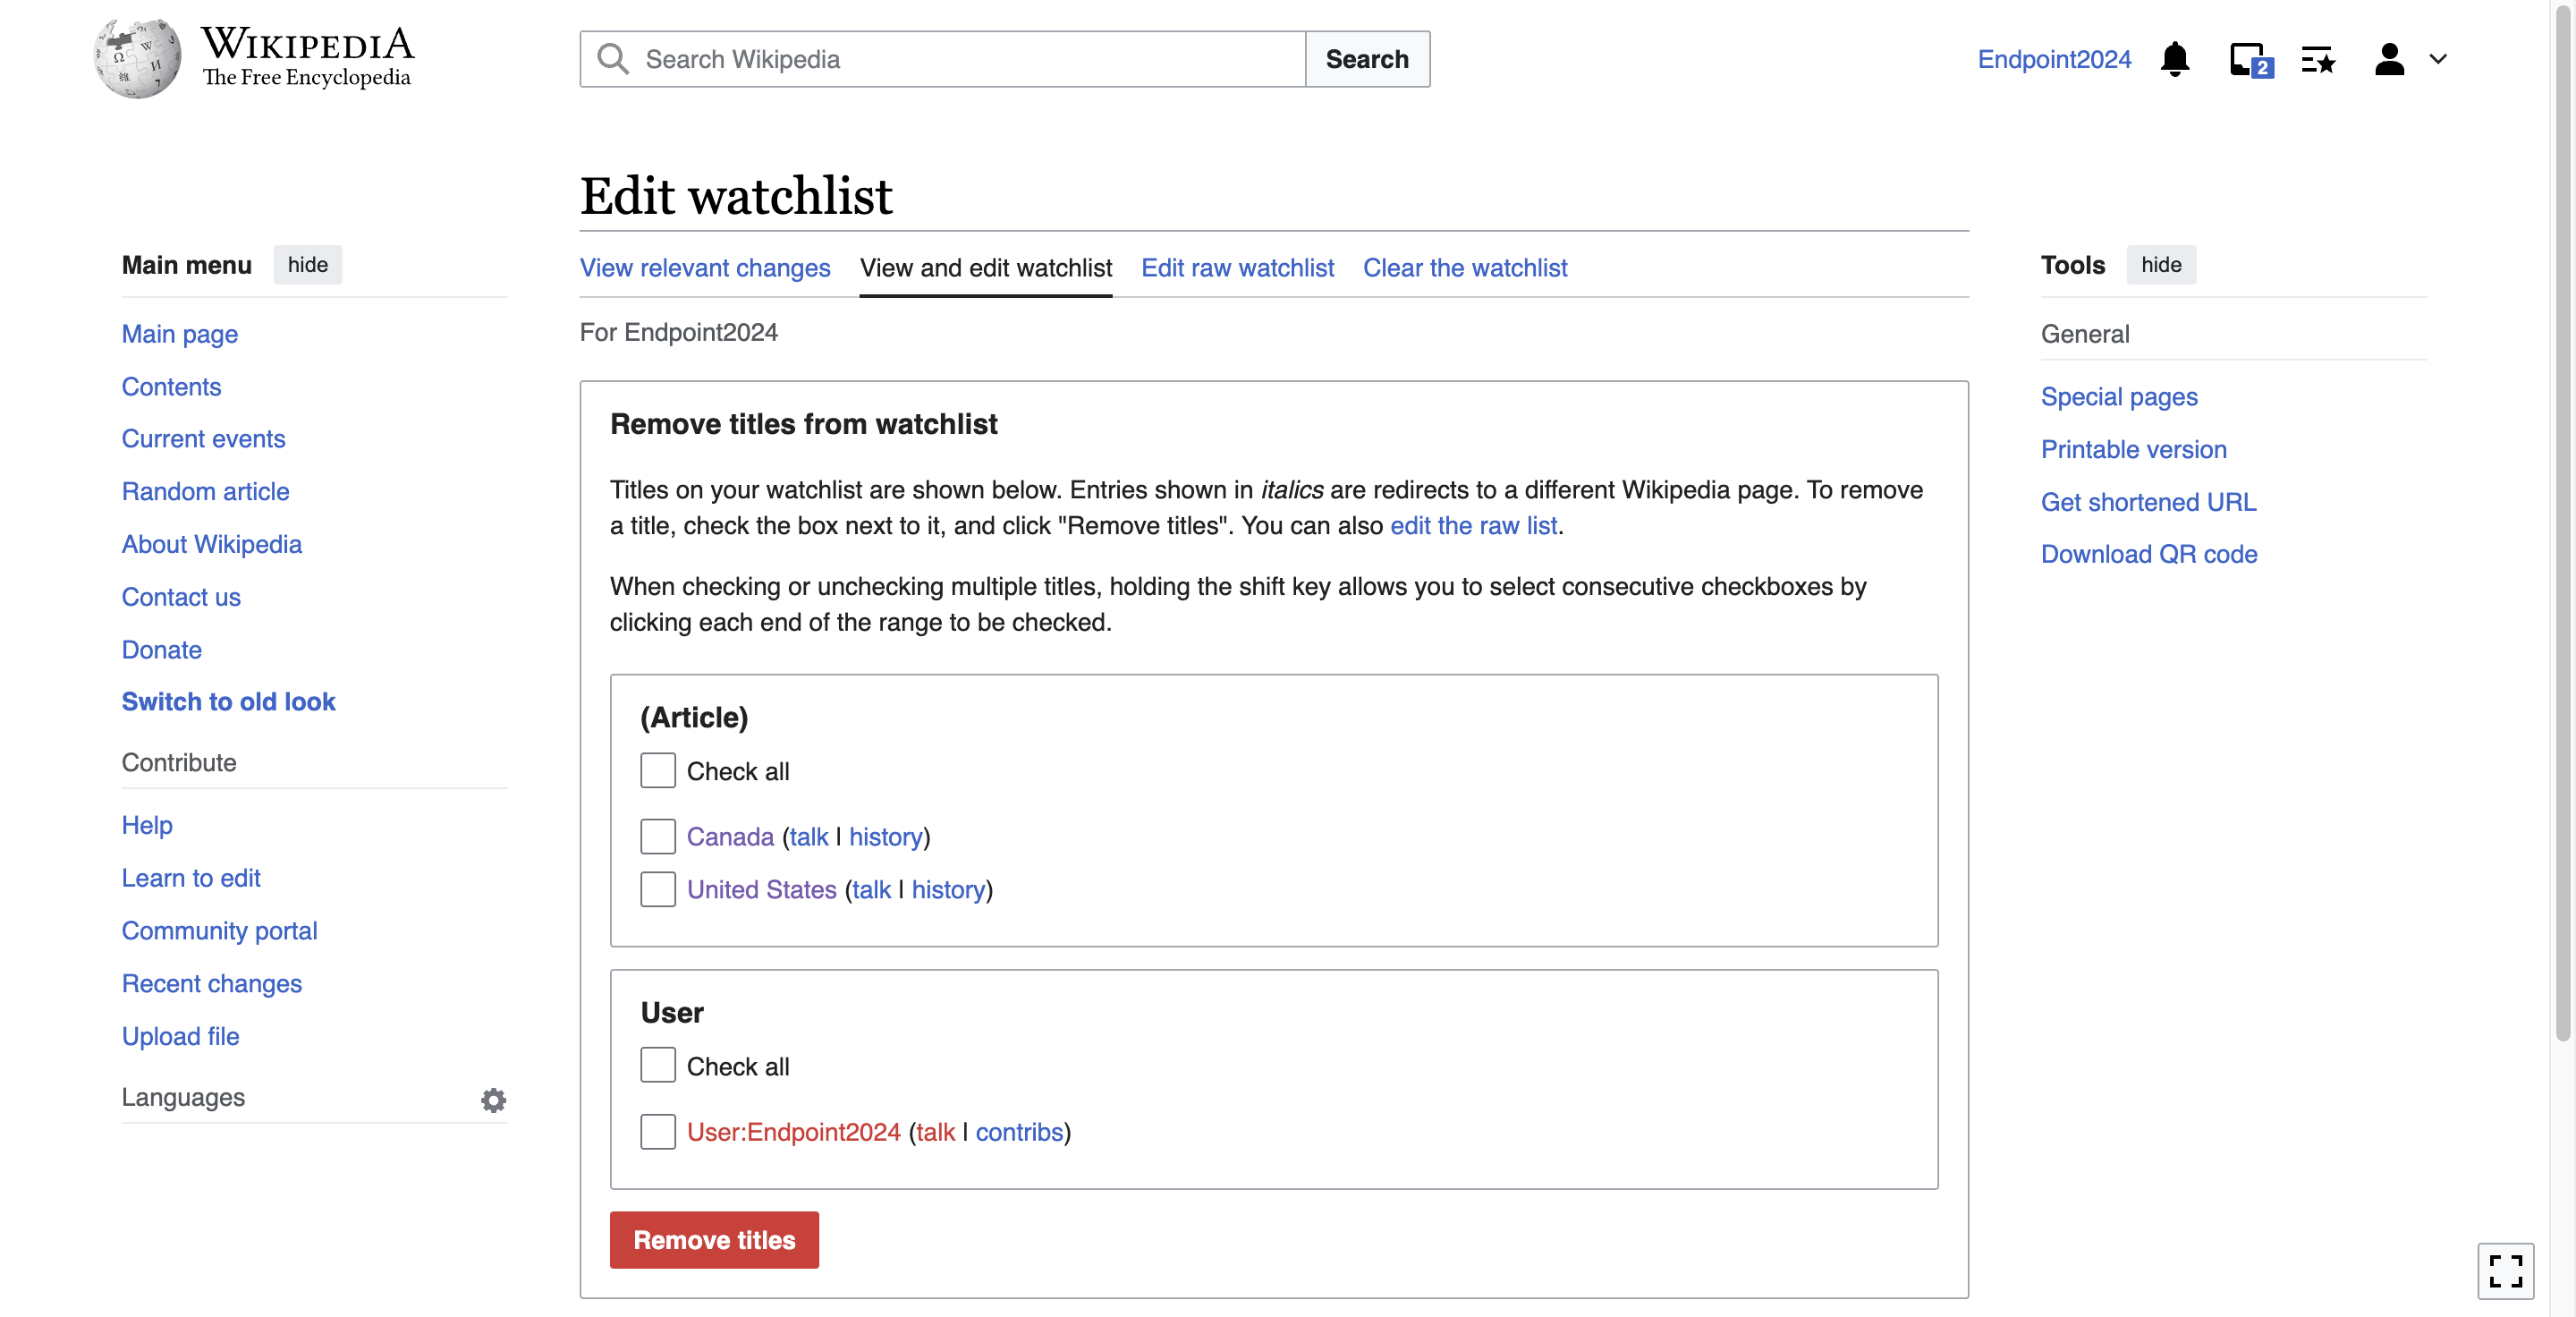 WIKIPEDIA
The Free Encyclopedia
Search Wikipedia
Search
Endpoint2024
2
Edit watchlist
Main menu
hide
Main page
Contents
Current events
Random article
About Wikipedia
Contact us
Donate
Switch to old look
Contribute
Help
Learn to edit
Community portal
Recent changes
Upload file
Languages
View relevant changes
View and edit watchlist
Edit raw watchlist
Clear the watchlist
For Endpoint2024
Remove titles from watchlist
Titles on your watchlist are shown below. Entries shown in italics are redirects to a different Wikipedia page. To remove
a title, check the box next to it, and click "Remove titles". You can also edit the raw list.
When checking or unchecking multiple titles, holding the shift key allows you to select consecutive checkboxes by
clicking each end of the range to be checked.
(Article)
Check all
Canada (talk | history)
United States (talk | history)
User
Check all
User:Endpoint2024 (talk | contribs)
Remove titles
Tools
hide
General
Special pages
Printable version
Get shortened URL
Download QR code